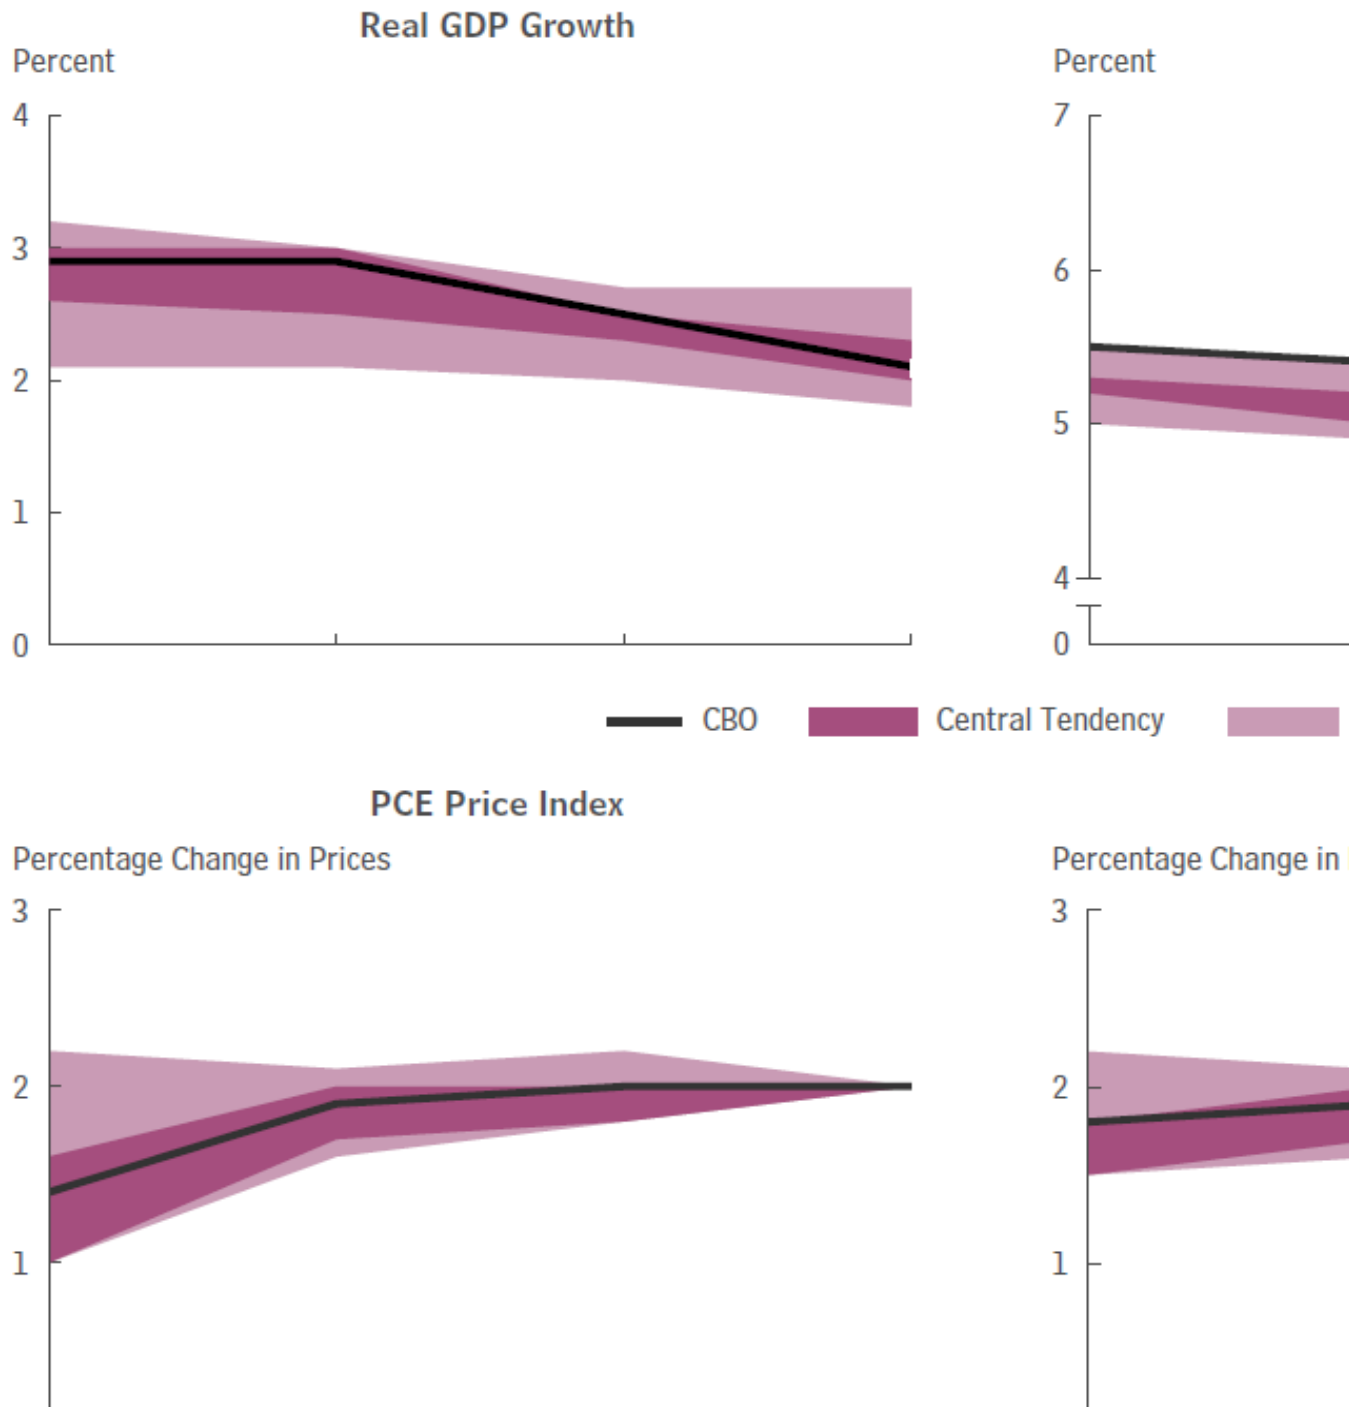 Real GDP Growth
Percent
4
3
2
1
0
Percent
7
6
5
4
0
CBO Central Tendency
PCE Price Index
Percentage Change in Prices
3
2
1
Percentage Change in
3
2
1